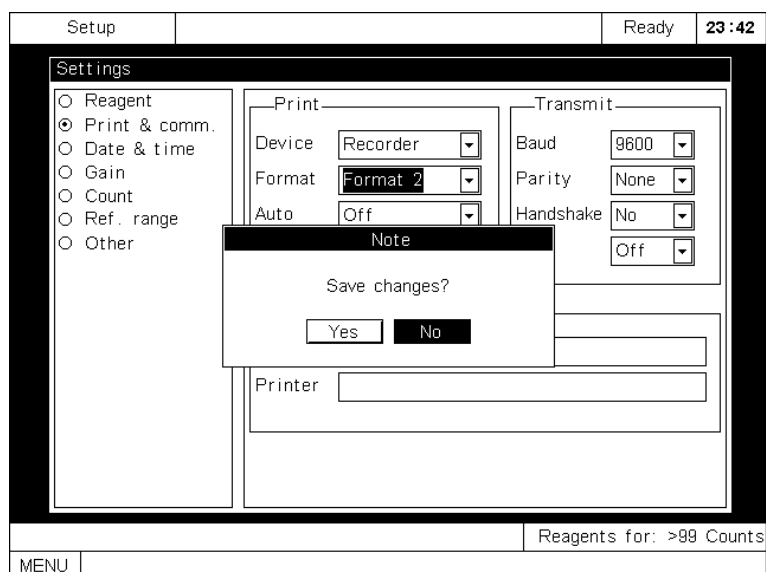 Setup Ready 23:42
Settings
Reagent
Print & comm.
Date & time
Gain
Count
Ref. range
Other
Print
Device Recorder
Format Format 2
Auto Off
Transmit
Baud 9600
Parity None
Handshake No
Off
Note
Save changes?
Yes No
Printer
Reagents for: >99 Counts
MENU